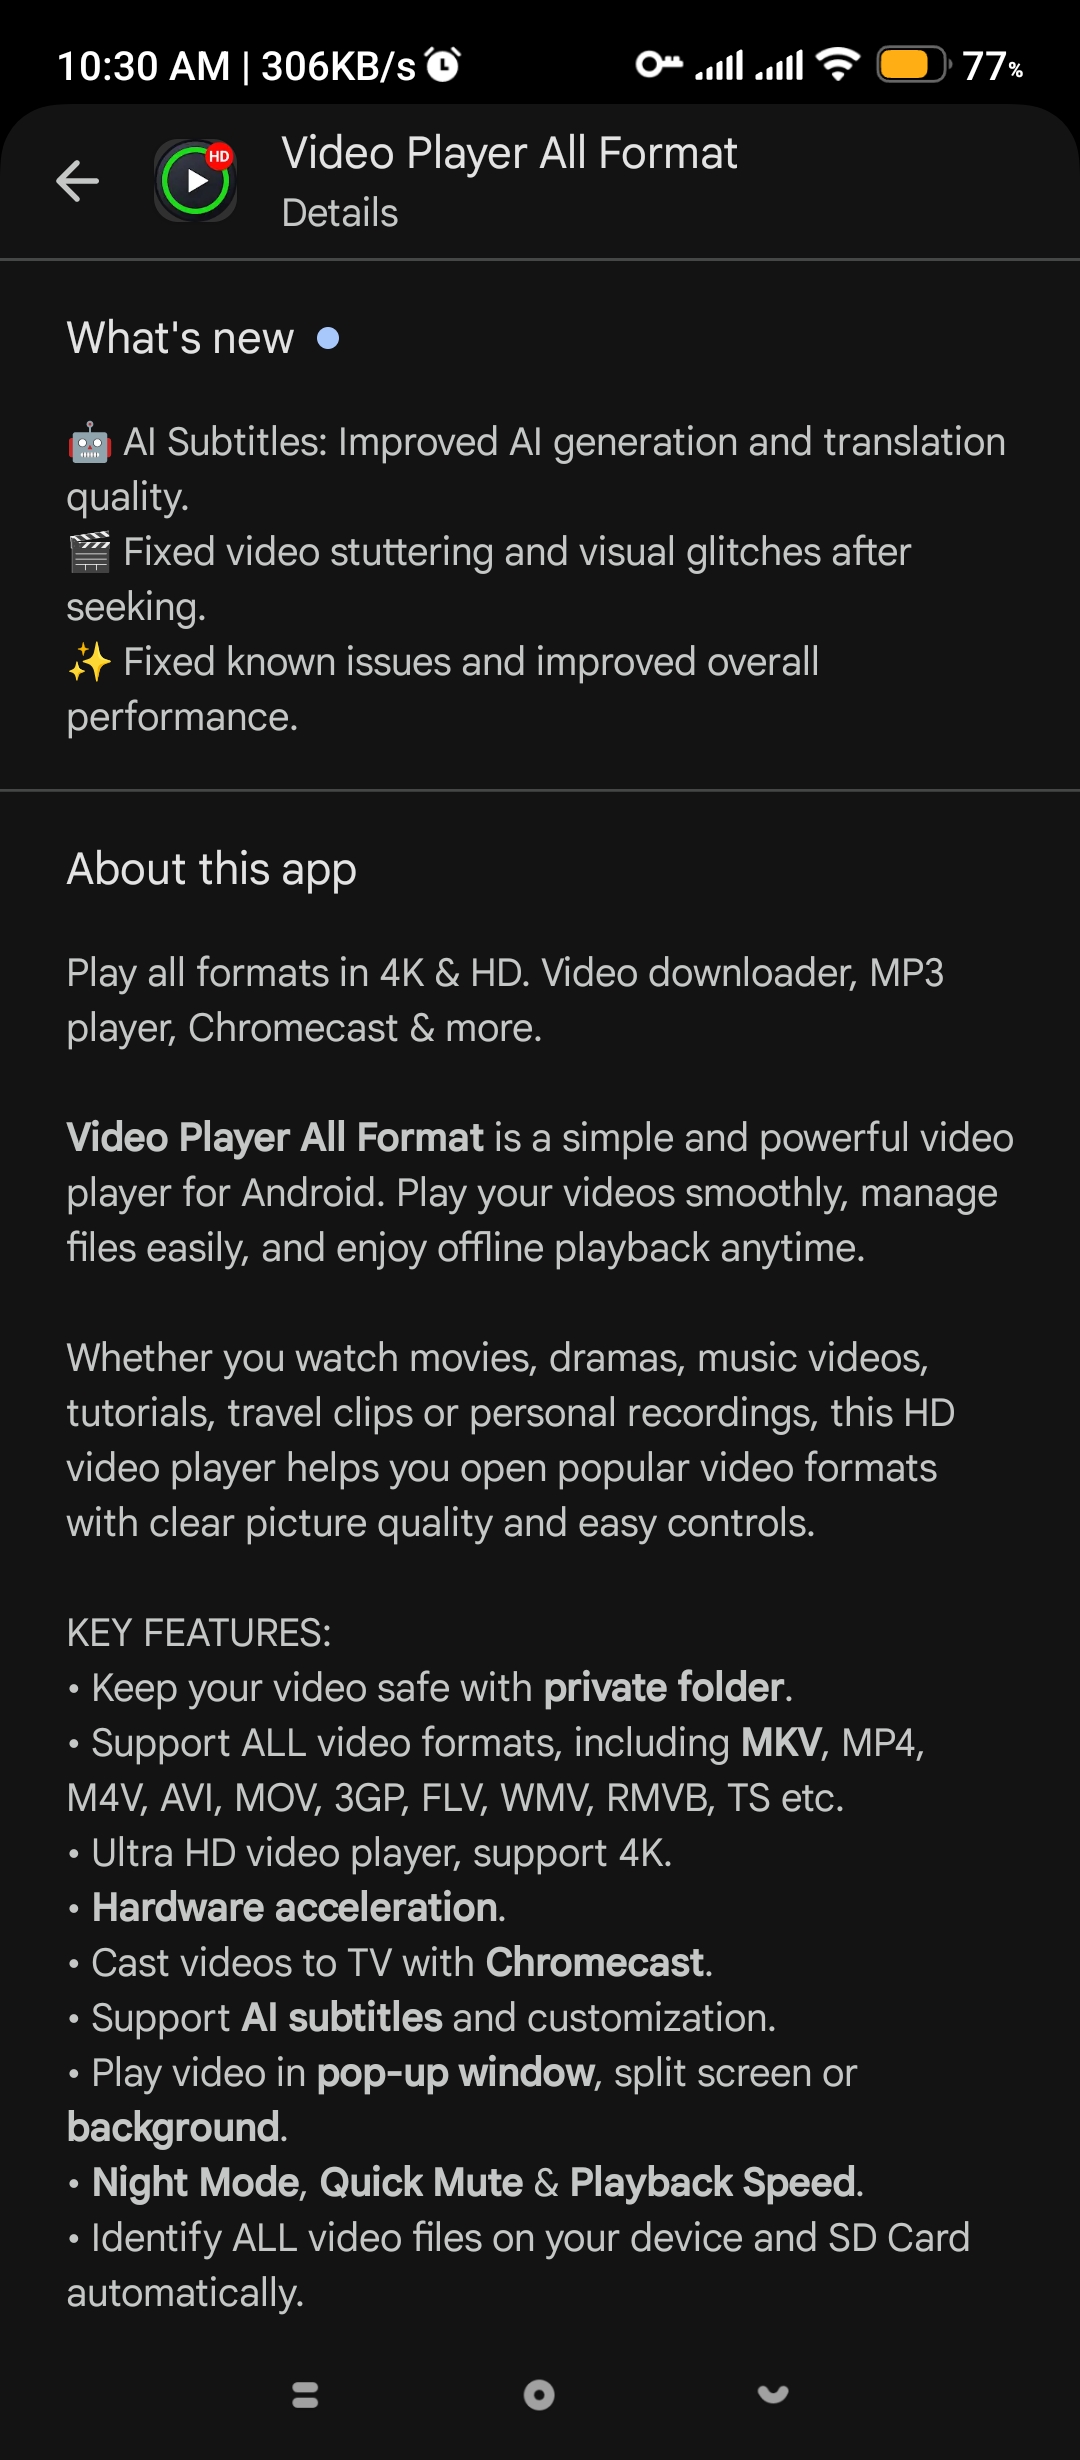 10:30 AM | 306KB/s
77%
HD
Video Player All Format
Details
What's new
🤖 AI Subtitles: Improved AI generation and translation
quality.
🎬 Fixed video stuttering and visual glitches after
seeking.
✨ Fixed known issues and improved overall
performance.
About this app
Play all formats in 4K & HD. Video downloader, MP3
player, Chromecast & more.
Video Player All Format is a simple and powerful video
player for Android. Play your videos smoothly, manage
files easily, and enjoy offline playback anytime.
Whether you watch movies, dramas, music videos,
tutorials, travel clips or personal recordings, this HD
video player helps you open popular video formats
with clear picture quality and easy controls.
KEY FEATURES:
• Keep your video safe with private folder.
• Support ALL video formats, including MKV, MP4,
M4V, AVI, MOV, 3GP, FLV, WMV, RMVB, TS etc.
• Ultra HD video player, support 4K.
• Hardware acceleration.
• Cast videos to TV with Chromecast.
• Support AI subtitles and customization.
• Play video in pop-up window, split screen or
background.
• Night Mode, Quick Mute & Playback Speed.
• Identify ALL video files on your device and SD Card
automatically.